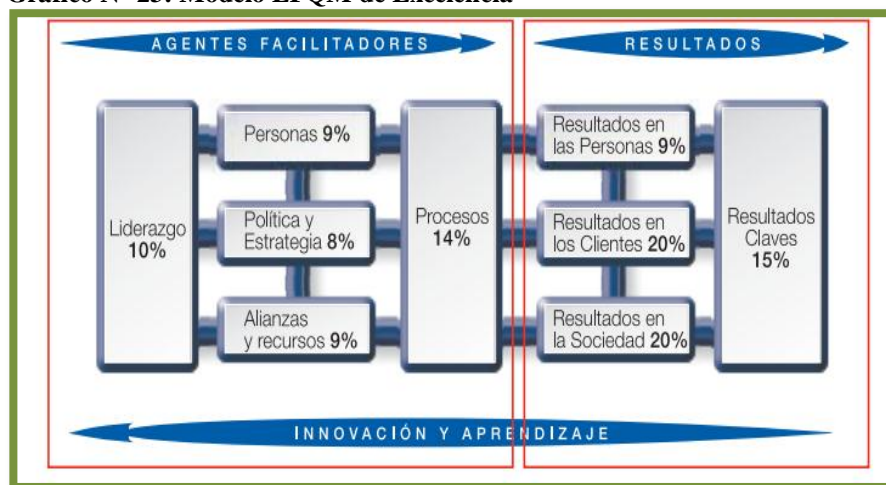 Gráfico N° : Modelo EFQM de Excelencia
AGENTES FACILITADORES
RESULTADOS
Liderazgo
10%
Personas 9%
Política y
Estrategia 8%
Alianzas
y recursos 9%
Procesos
14%
Resultados en
las Personas 9%
Resultados en
los Clientes 20%
Resultados en
la Sociedad 20%
Resultados
Claves
15%
INNOVACIÓN Y APRENDIZAJE